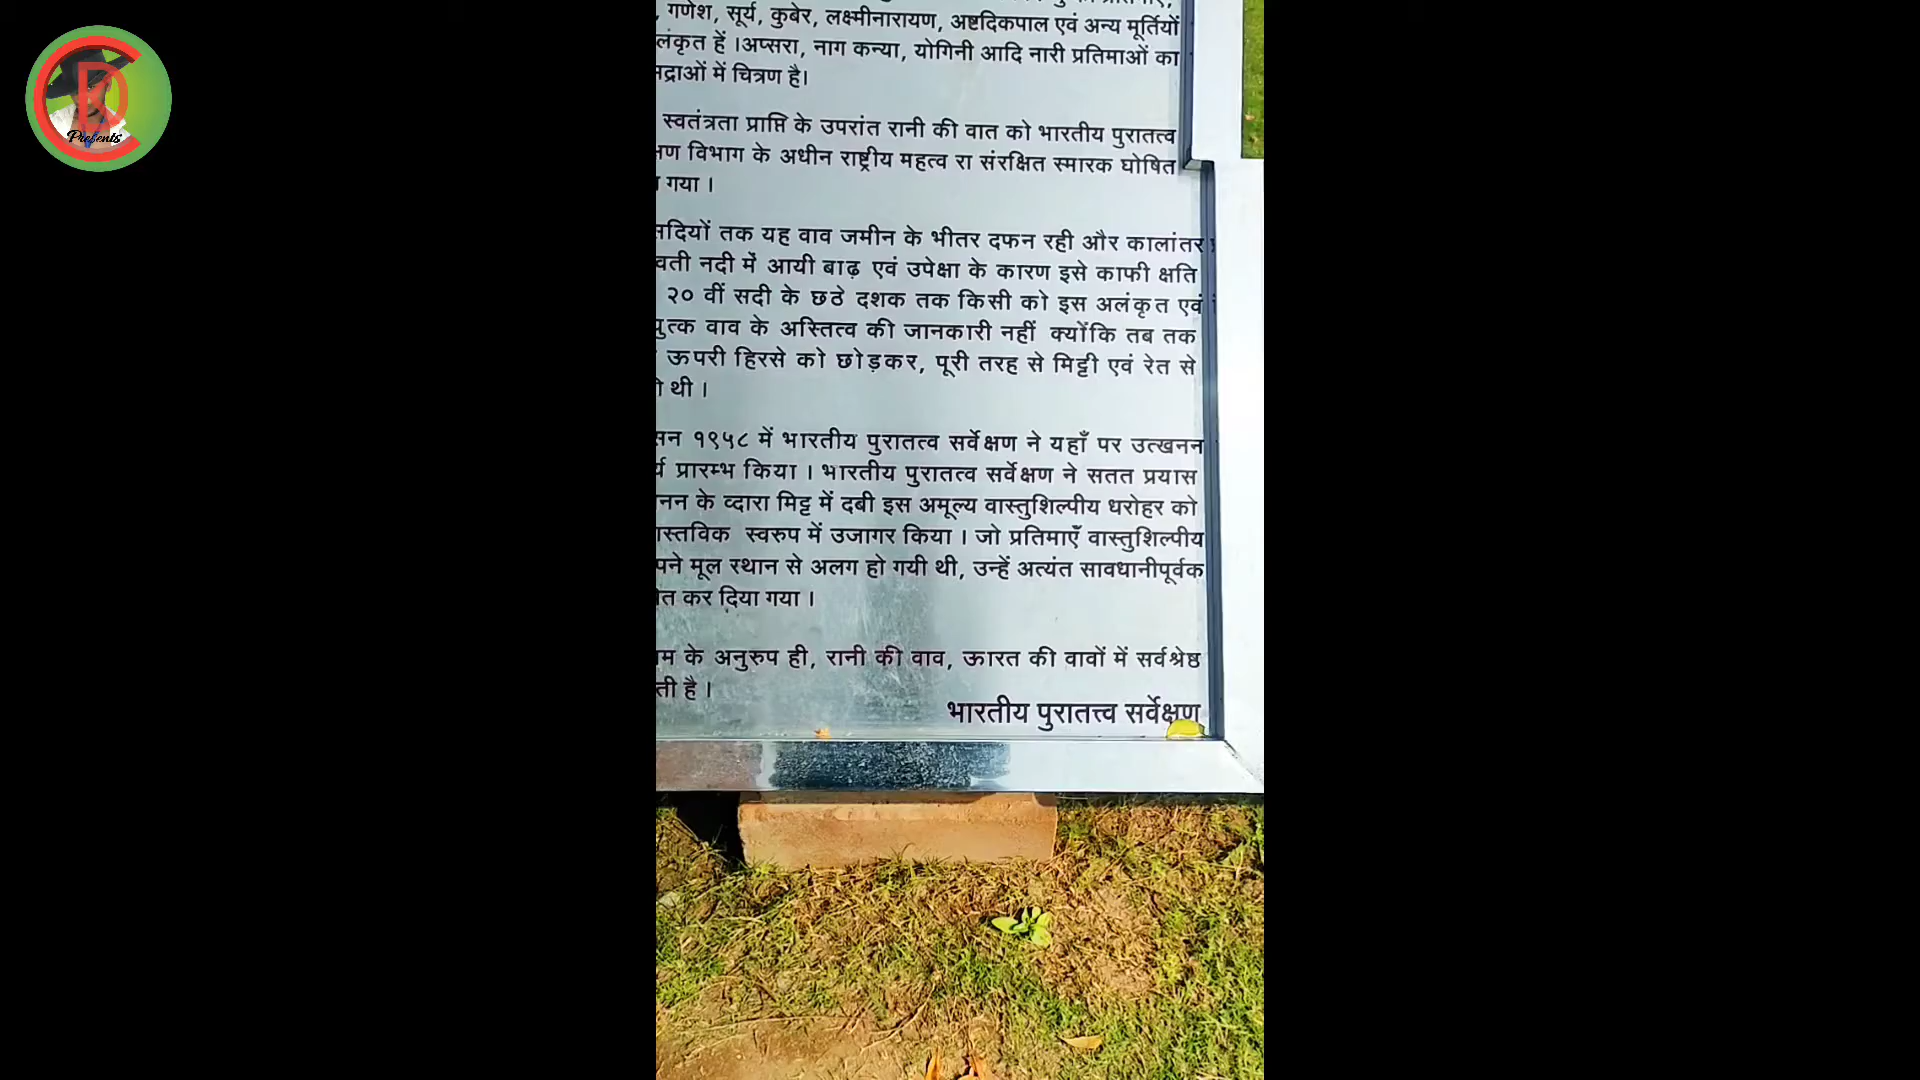 गणेश, सूर्य, कुबेर, लक्ष्मीनारायण, अष्टदिकपाल एवं अन्य मूर्तियों
लंकृत हें ।अप्सरा, नाग कन्या, योगिनी आदि नारी प्रतिमाओं का
में चित्रण है।
स्वतंत्रता प्राप्ति के उपरांत रानी की वात को भारतीय पुरातत्व
क्षण विभाग के अधीन राष्ट्रीय महत्व रा संरक्षित स्मारक घोषित
गया ।
सदियों तक यह वाव जमीन के भीतर दफन रही और कालांतर
वती नदी में आयी बाढ़ एवं उपेक्षा के कारण इसे काफी क्षति
२० वीं सदी के छठे दशक तक किसी को इस अलंकृत एवं
युत्क वाव के अस्तित्व की जानकारी नहीं क्योंकि तब तक
ऊपरी हिरसे को छोड़कर, पूरी तरह से मिट्टी एवं रेत से
थी ।
सन १९५८ में भारतीय पुरातत्व सर्वेक्षण ने यहाँ पर उत्खनन
र्य प्रारम्भ किया । भारतीय पुरातत्व सर्वेक्षण ने सतत प्रयास
नन के व्दारा मिट्ट में दबी इस अमूल्य वास्तुशिल्पीय धरोहर को
ास्तविक स्वरुप में उजागर किया । जो प्रतिमाएँ वास्तुशिल्पीय
पने मूल रथान से अलग हो गयी थी, उन्हें अत्यंत सावधानीपूर्वक
त कर दिया गया ।
म के अनुरुप ही, रानी की वाव, ऊारत की वावों में सर्वश्रेष्ठ
ती है ।
भारतीय पुरातत्त्व सर्वेक्षण
Presents